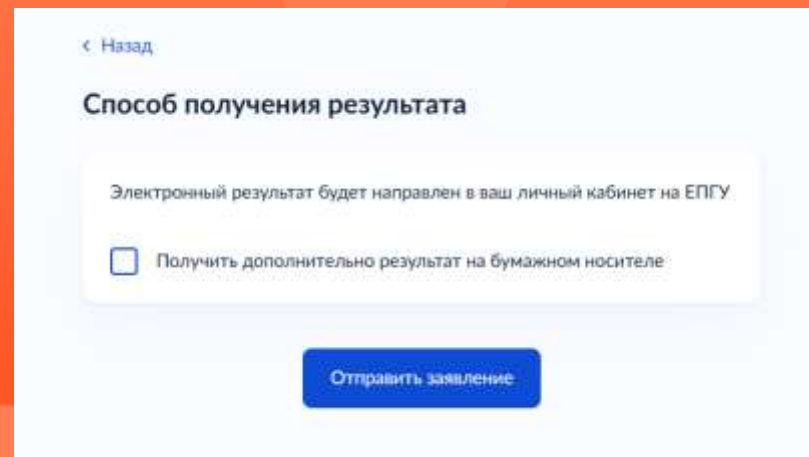 Назад
Способ получения результата
Электронный результат будет направлен в ваш личный кабинет на ЕПГУ
Получить дополнительно результат на бумажном носителе
Отправить заявление